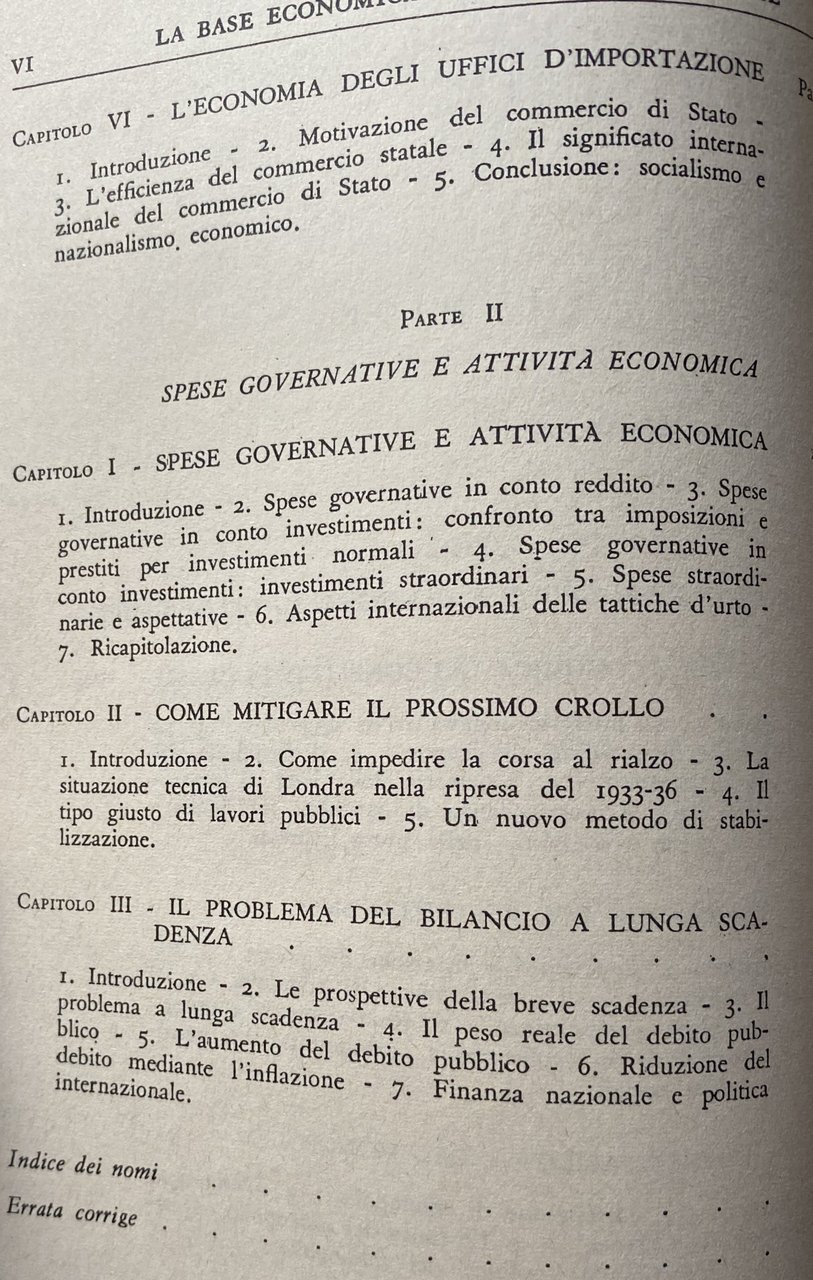 VI
LA BASE ECONOMICA
CAPITOLO VI - L'ECONOMIA DEGLI UFFICI D'IMPORTAZIONE
1. Introduzione - 2. Motivazione del commercio di Stato -
3. L'efficienza del commercio statale - 4. Il significato interna-
zionale del commercio di Stato - 5. Conclusione: socialismo e
nazionalismo economico.
PARTE II
SPESE GOVERNATIVE E ATTIVITÀ ECONOMICA
CAPITOLO I - SPESE GOVERNATIVE E ATTIVITÀ ECONOMICA
1. Introduzione - 2. Spese governative in conto reddito - 3. Spese
governative in conto investimenti: confronto tra imposizioni e
prestiti per investimenti normali - 4. Spese governative in
conto investimenti: investimenti straordinari - 5. Spese straordi-
narie e aspettative - 6. Aspetti internazionali delle tattiche d'urto -
7. Ricapitolazione.
CAPITOLO II - COME MITIGARE IL PROSSIMO CROLLO . .
1. Introduzione - 2. Come impedire la corsa al rialzo - 3. La
situazione tecnica di Londra nella ripresa del 1933-36 - 4. Il
tipo giusto di lavori pubblici - 5. Un nuovo metodo di stabi-
lizzazione.
CAPITOLO III - IL PROBLEMA DEL BILANCIO A LUNGA SCA-
DENZA . . . . . . . . .
1. Introduzione - 2. Le prospettive della breve scadenza - 3. Il
problema a lunga scadenza - 4. Il peso reale del debito pub-
blico - 5. L'aumento del debito pubblico - 6. Riduzione del
debito mediante l'inflazione - 7. Finanza nazionale e politica
internazionale.
Indice dei nomi . . . . . . . . . .
Errata corrige . . . . . . . . . . .